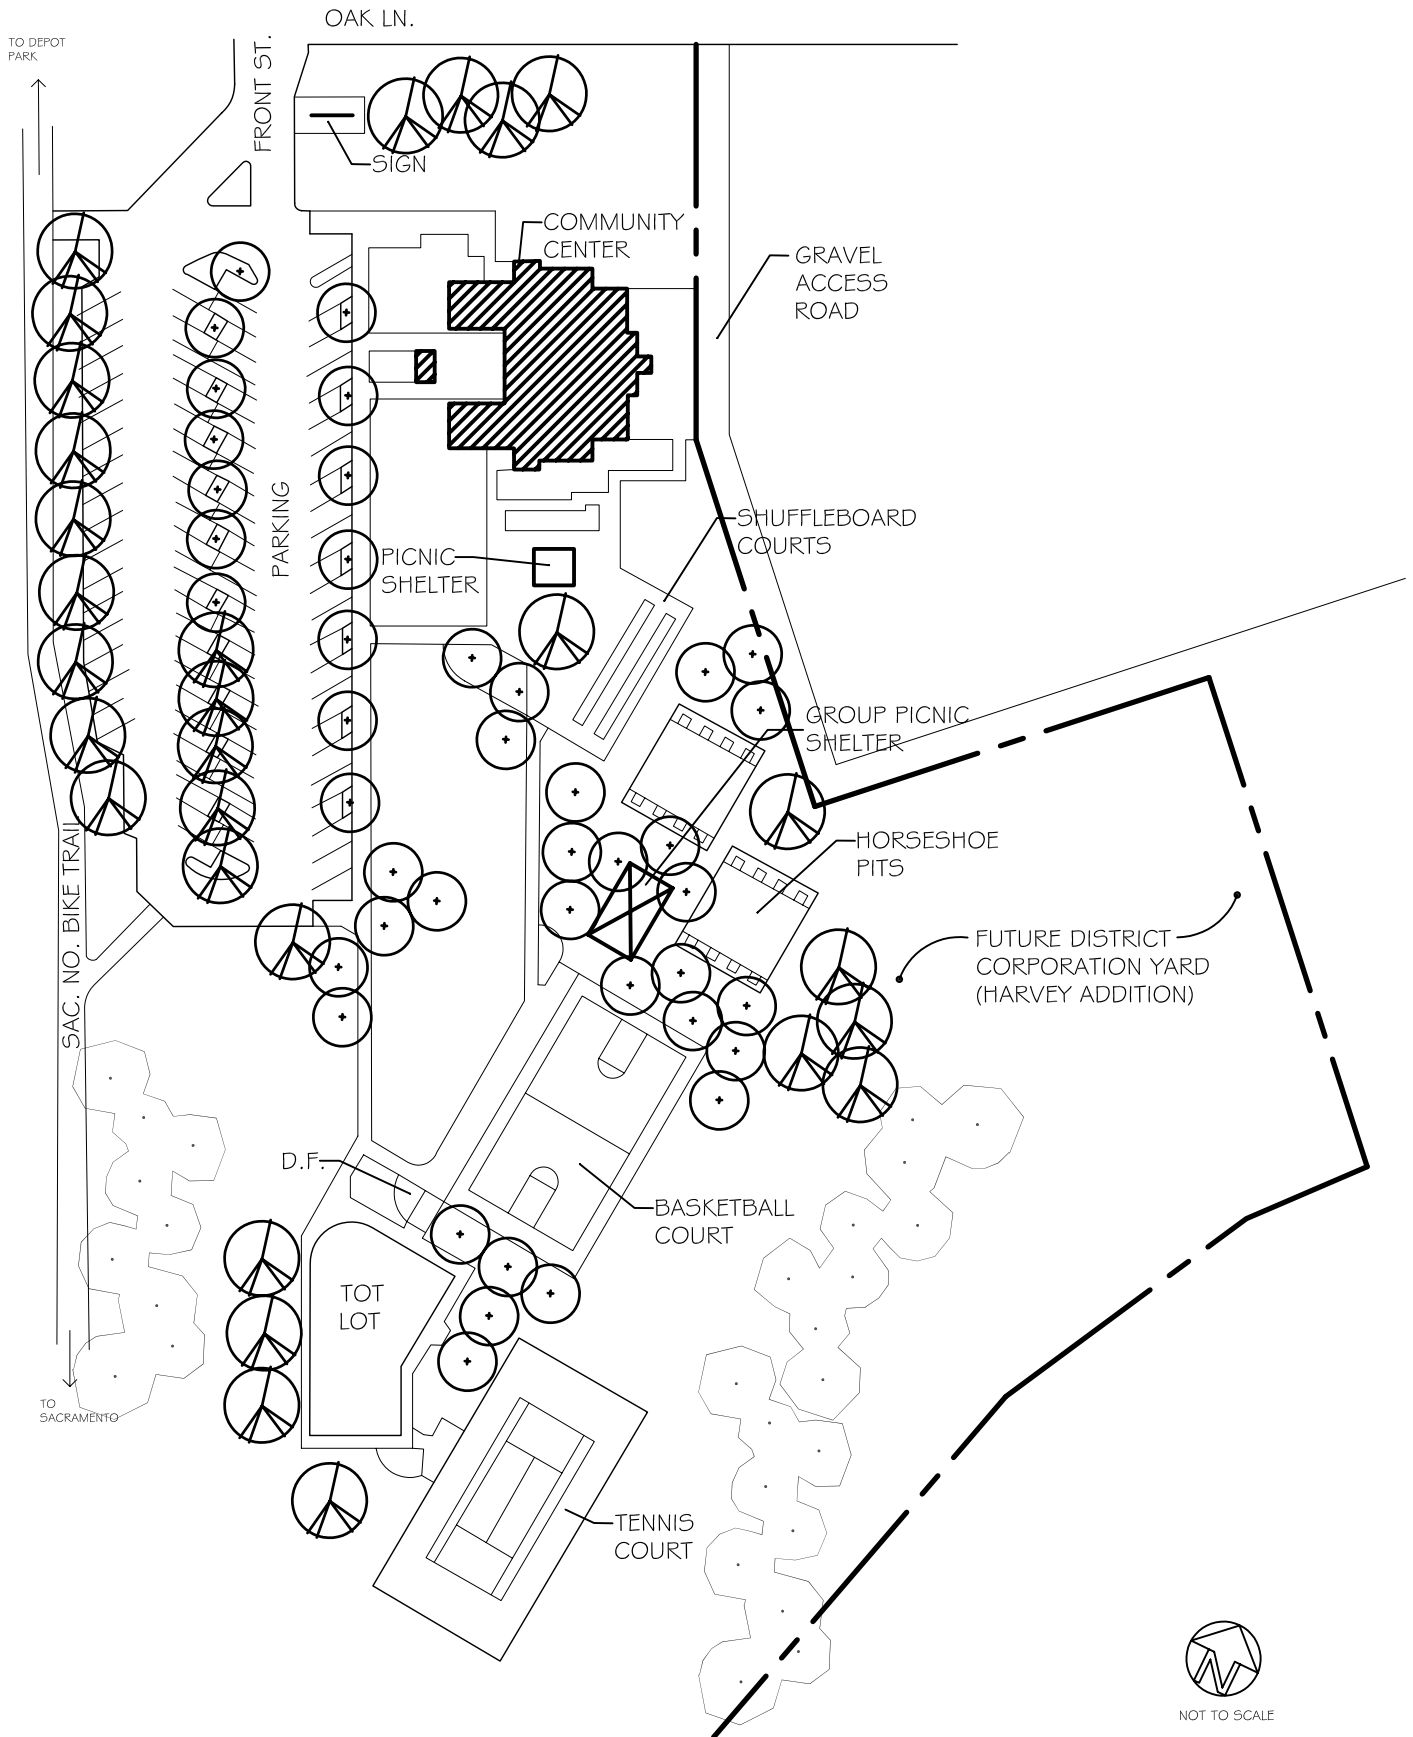 OAK LN.
TO DEPOT
PARK
FRONT ST.
SIGN
COMMUNITY
CENTER
GRAVEL
ACCESS
ROAD
PARKING
SHUFFLEBOARD
COURTS
PICNIC
SHELTER
GROUP PICNIC
SHELTER
HORSESHOE
PITS
SAC. NO. BIKE TRAIL
FUTURE DISTRICT
CORPORATION YARD
(HARVEY ADDITION)
D.F.
BASKETBALL
COURT
TOT
LOT
TO
SACRAMENTO
TENNIS
COURT
N
NOT TO SCALE